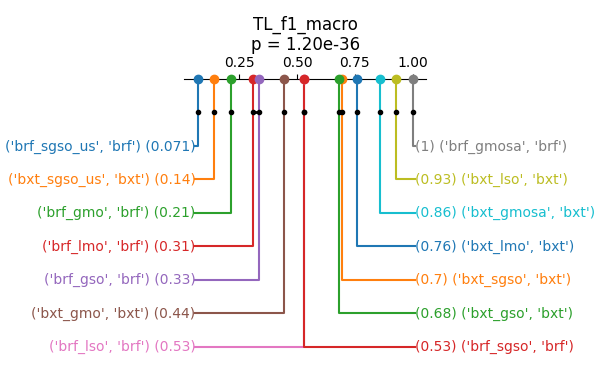 TL_f1_macro
p = 1.20e-36
0.25 0.50 0.75 1.00
('brf_sgso_us', 'brf') (0.071) (1) ('brf_gmosa', 'brf')
('bxt_sgso_us', 'bxt') (0.14) (0.93) ('bxt_lso', 'bxt')
('brf_gmo', 'brf') (0.21) (0.86) ('bxt_gmosa', 'bxt')
('brf_lmo', 'brf') (0.31) (0.76) ('bxt_lmo', 'bxt')
('brf_gso', 'brf') (0.33) (0.7) ('bxt_sgso', 'bxt')
('bxt_gmo', 'bxt') (0.44) (0.68) ('bxt_gso', 'bxt')
('brf_lso', 'brf') (0.53) (0.53) ('brf_sgso', 'brf')